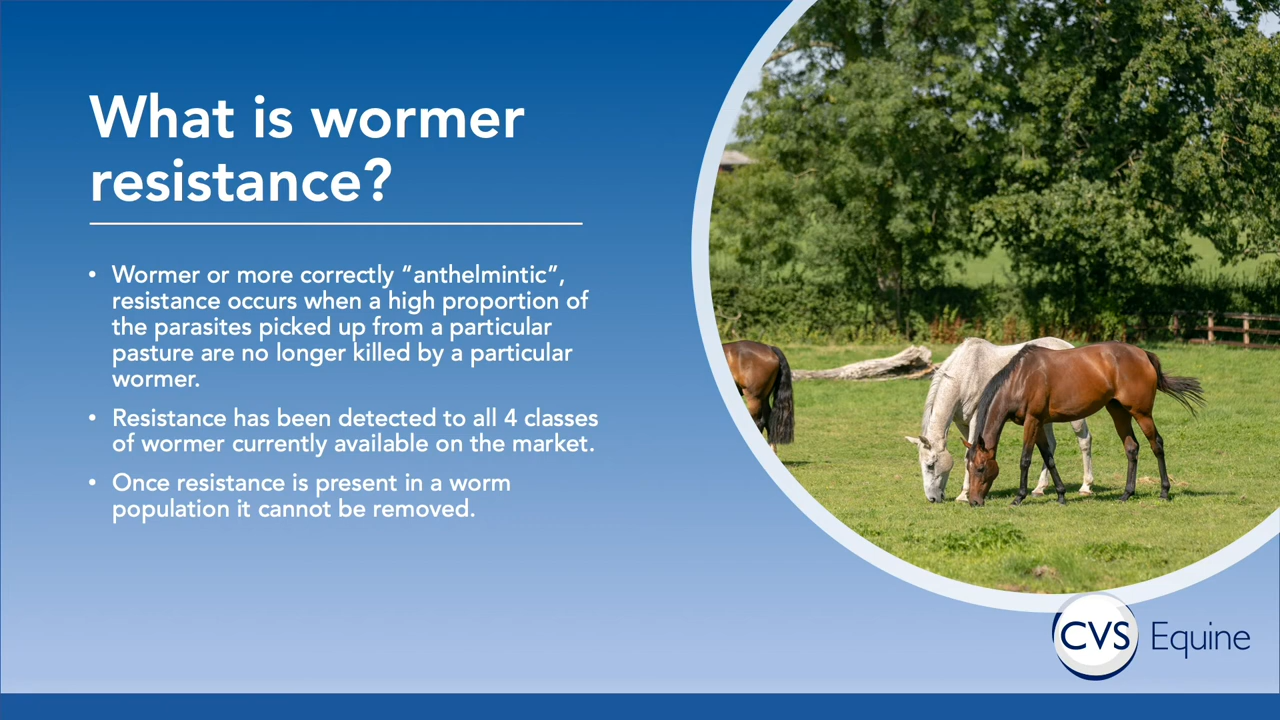 What is wormer
resistance?
• Wormer or more correctly “anthelmintic”,
resistance occurs when a high proportion of
the parasites picked up from a particular
pasture are no longer killed by a particular
wormer.
• Resistance has been detected to all 4 classes
of wormer currently available on the market.
• Once resistance is present in a worm
population it cannot be removed.
CVS Equine